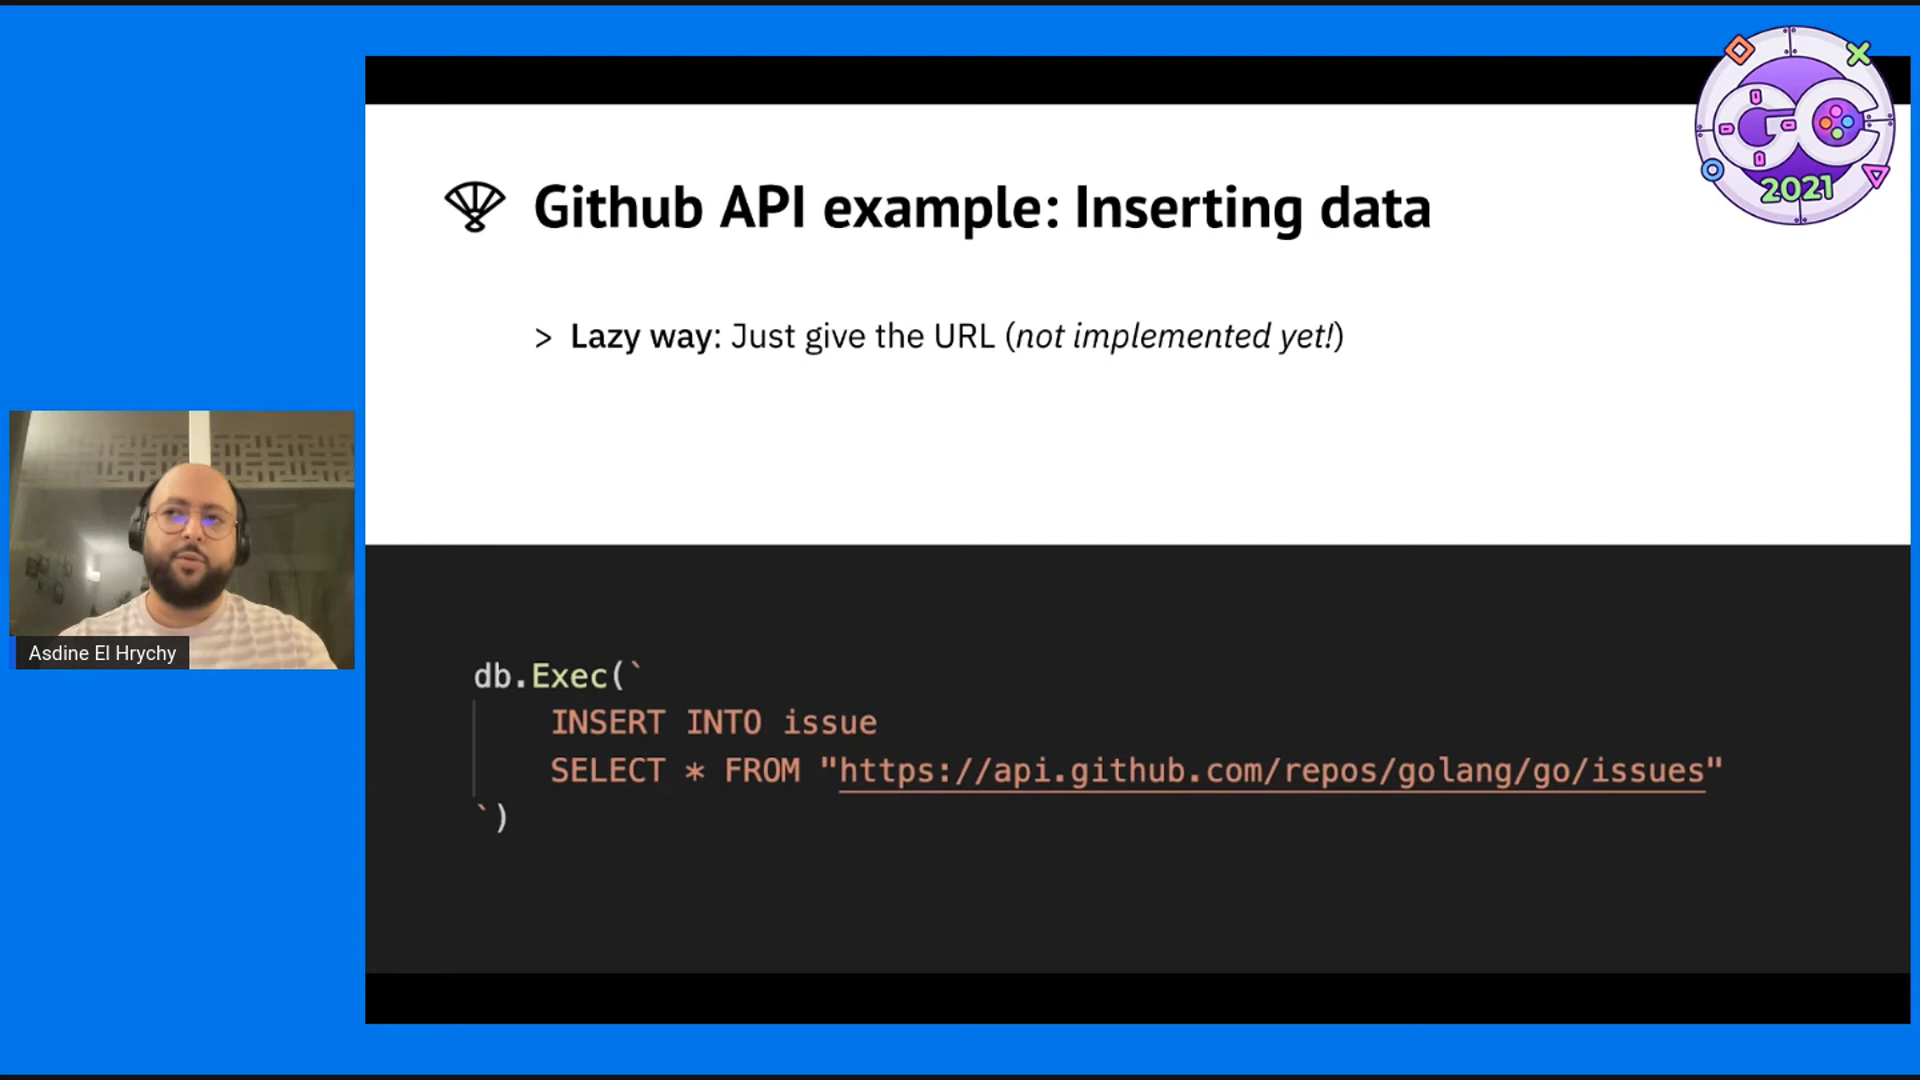 GC
2021
Github API example: Inserting data
> Lazy way: Just give the URL (not implemented yet!)
Asdine El Hrychy
db.Exec(`
INSERT INTO issue
SELECT * FROM "https://api.github.com/repos/golang/go/issues"
`)